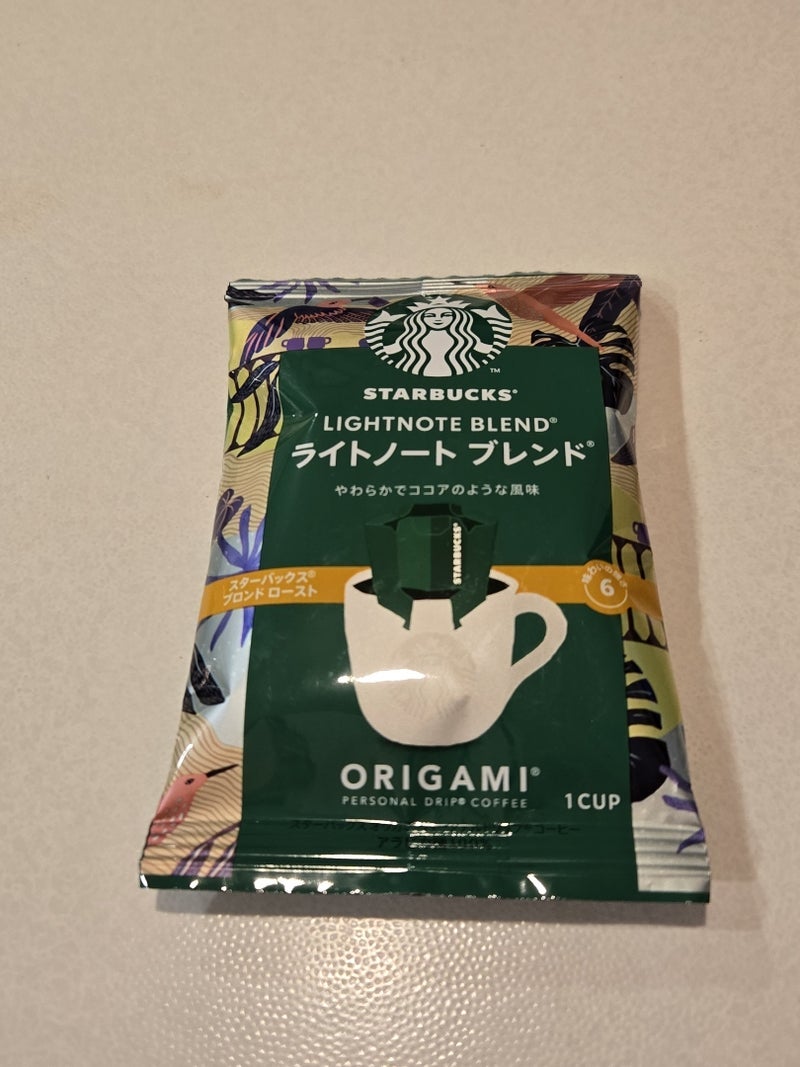 STARBUCKS®
LIGHTNOTE BLEND®
ライトノート ブレンド®
やわらかでココアのような風味
STARBUCKS®
スターバックス®
ブロンド ロースト
6
ORIGAMI®
PERSONAL DRIP® COFFEE
1 CUP